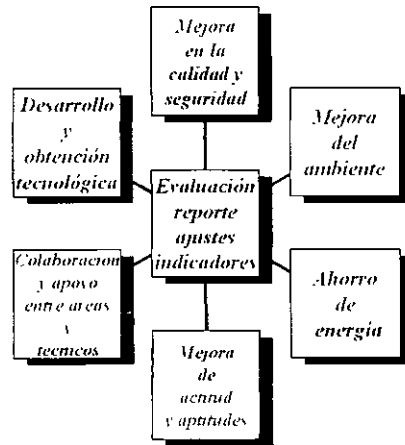 Mejora
en la
calidad y
seguridad
Desarrollo
y
obtención
tecnológica
Mejora
del
ambiente
Evaluación
reporte
ajustes
indicadores
Colaboracion
y apoyo
entre areas
y
tecnicos
Ahorro
de
energía
Mejora
de
actitud
y aptitudes